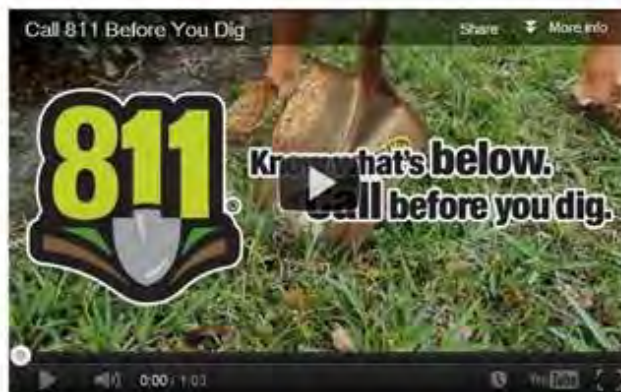 Call 811 Before You Dig
Share
More info
811®
Know what's below.
Call before you dig.
0:00 / 1:03
YouTube